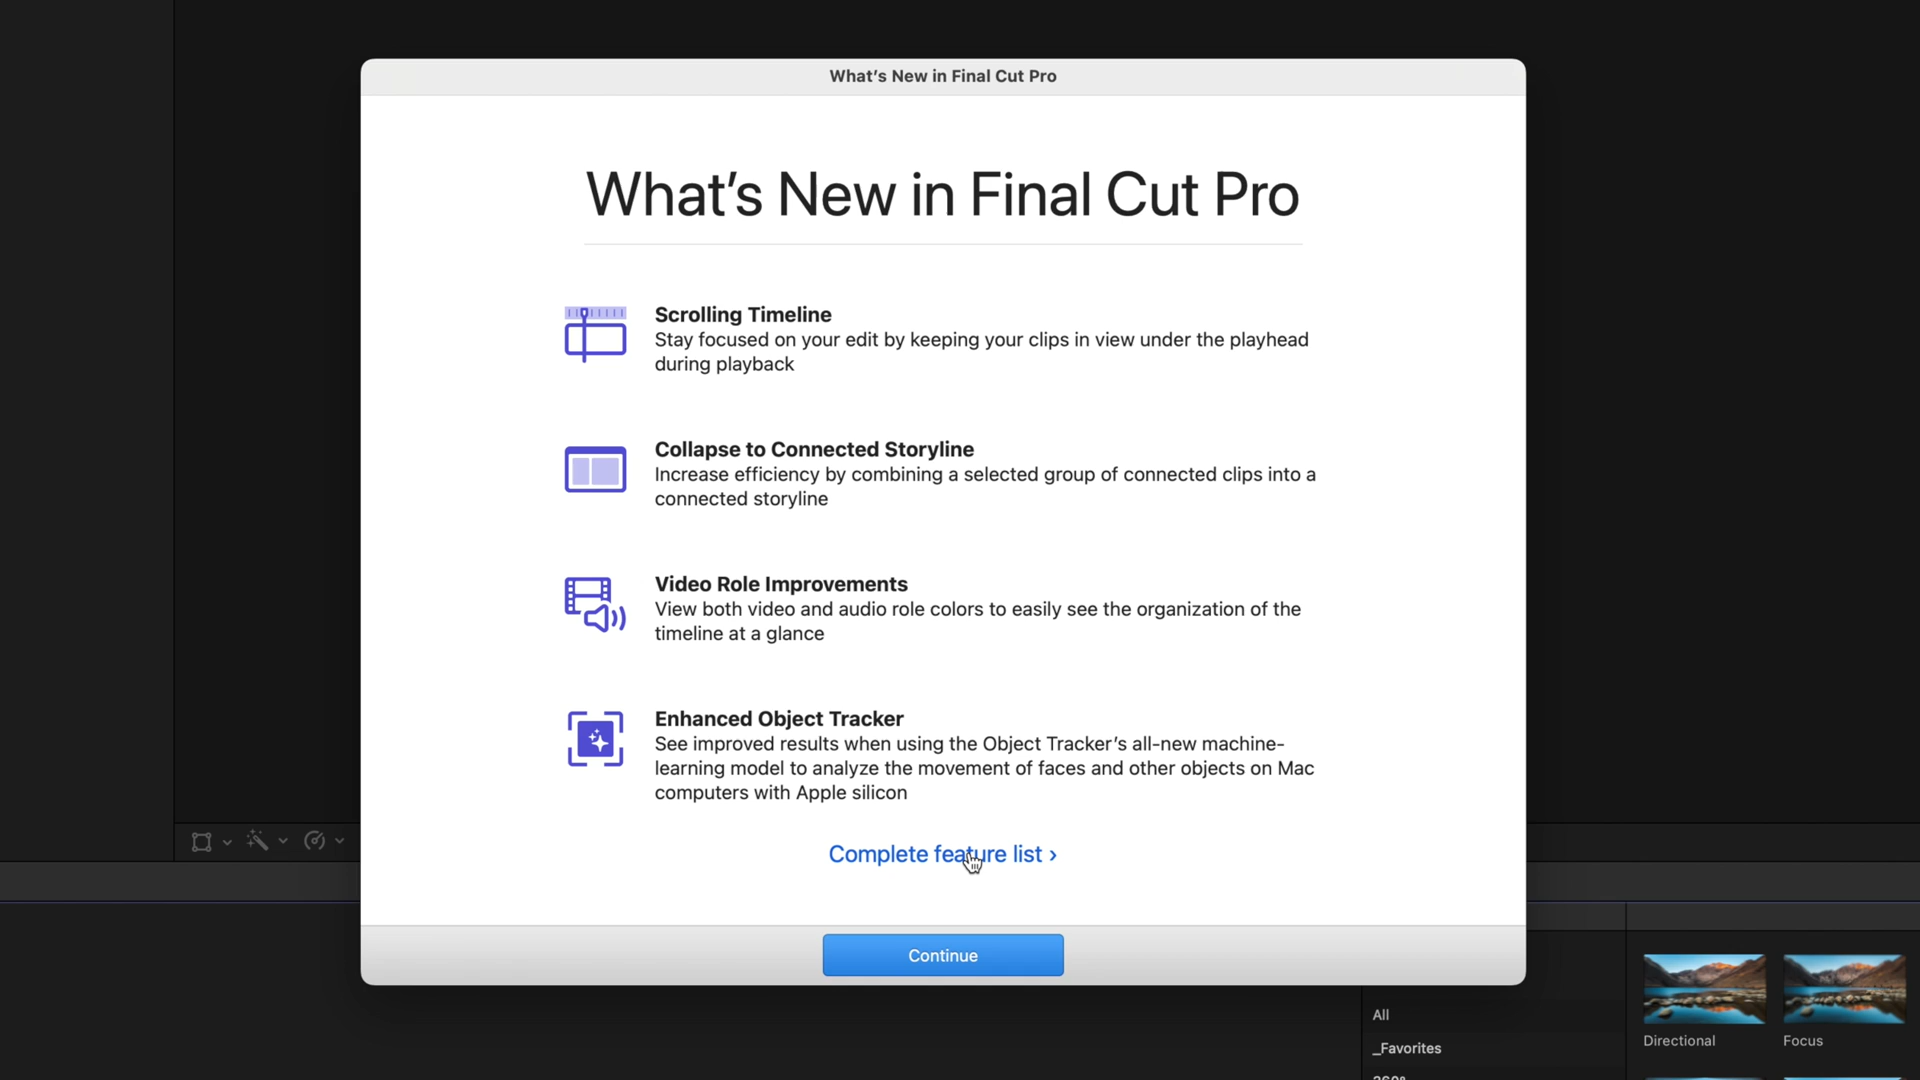 What's New in Final Cut Pro
What's New in Final Cut Pro
Scrolling Timeline
Stay focused on your edit by keeping your clips in view under the playhead
during playback
Collapse to Connected Storyline
Increase efficiency by combining a selected group of connected clips into a
connected storyline
Video Role Improvements
View both video and audio role colors to easily see the organization of the
timeline at a glance
Enhanced Object Tracker
See improved results when using the Object Tracker's all-new machine-
learning model to analyze the movement of faces and other objects on Mac
computers with Apple silicon
Complete feature list ›
Continue
All
_Favorites
Directional
Focus